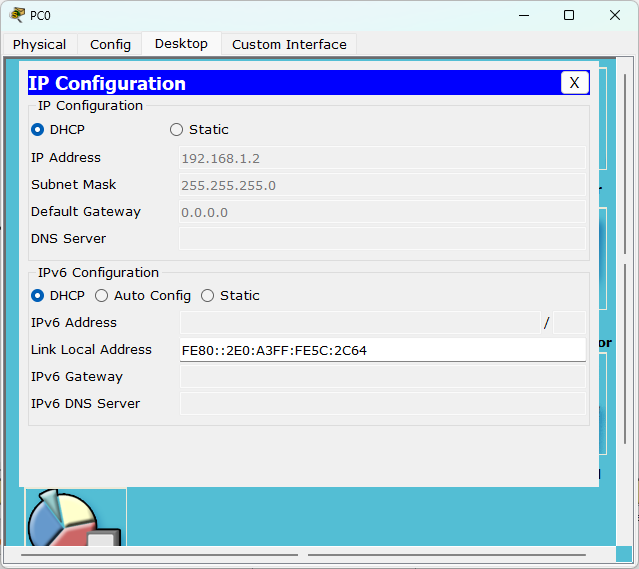 PC0
Physical Config Desktop Custom Interface
IP Configuration
X
IP Configuration
DHCP Static
IP Address 192.168.1.2
Subnet Mask 255.255.255.0
Default Gateway 0.0.0.0
DNS Server
IPv6 Configuration
DHCP Auto Config Static
IPv6 Address /
Link Local Address FE80::2E0:A3FF:FE5C:2C64
IPv6 Gateway
IPv6 DNS Server
or